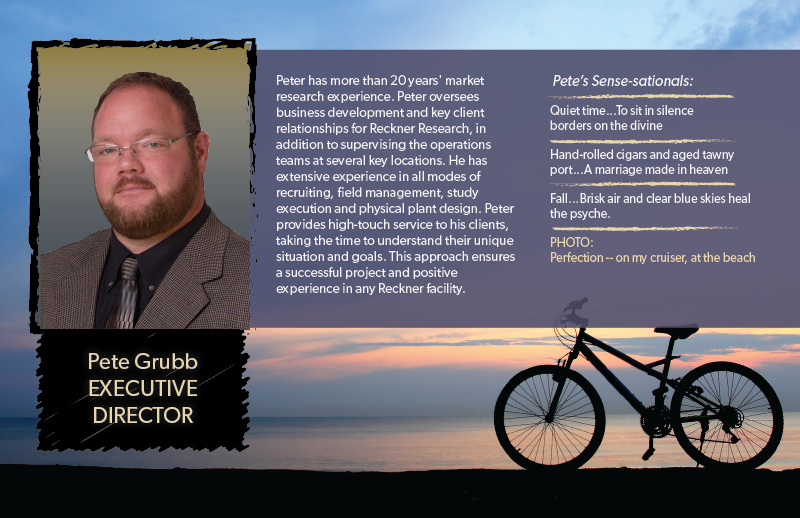 Peter has more than 20 years' market
research experience. Peter oversees
business development and key client
relationships for Reckner Research, in
addition to supervising the operations
teams at several key locations. He has
extensive experience in all modes of
recruiting, field management, study
execution and physical plant design. Peter
provides high-touch service to his clients,
taking the time to understand their unique
situation and goals. This approach ensures
a successful project and positive
experience in any Reckner facility.
Pete's Sense-sationals:
Quiet time...To sit in silence
borders on the divine
Hand-rolled cigars and aged tawny
port...A marriage made in heaven
Fall...Brisk air and clear blue skies heal
the psyche.
PHOTO:
Perfection -- on my cruiser, at the beach
Pete Grubb
EXECUTIVE
DIRECTOR